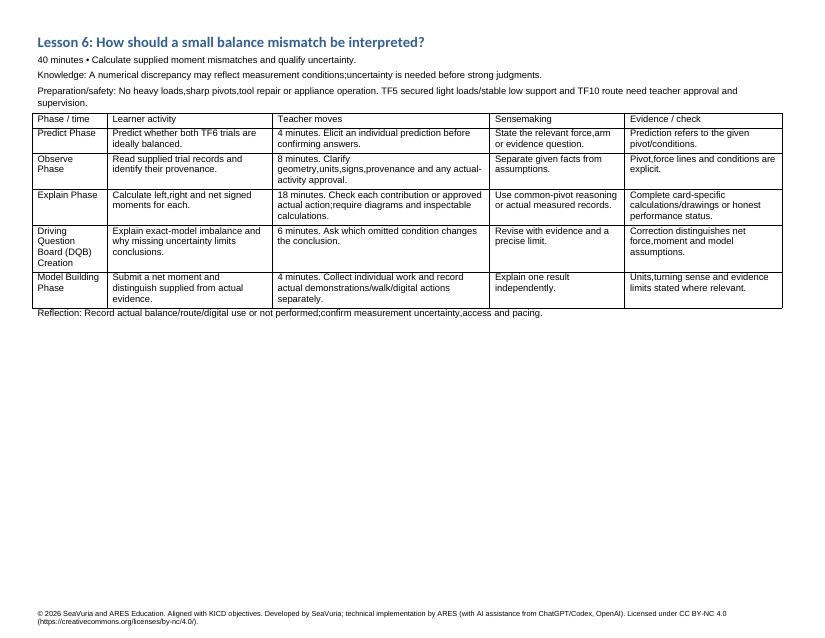 Lesson 6: How should a small balance mismatch be interpreted?
40 minutes • Calculate supplied moment mismatches and qualify uncertainty.
Knowledge: A numerical discrepancy may reflect measurement conditions;uncertainty is needed before strong judgments.
Preparation/safety: No heavy loads,sharp pivots,tool repair or appliance operation. TF5 secured light loads/stable low support and TF10 route need teacher approval and
supervision.
Phase / time
Learner activity
Teacher moves
Sensemaking
Evidence / check
Predict Phase
Predict whether both TF6 trials are
ideally balanced.
4 minutes. Elicit an individual prediction before
confirming answers.
State the relevant force,arm
or evidence question.
Prediction refers to the given
pivot/conditions.
Observe
Phase
Read supplied trial records and
identify their provenance.
8 minutes. Clarify
geometry,units,signs,provenance and any actual-
activity approval.
Separate given facts from
assumptions.
Pivot,force lines and conditions are
explicit.
Explain Phase
Calculate left,right and net signed
moments for each.
18 minutes. Check each contribution or approved
actual action;require diagrams and inspectable
calculations.
Use common-pivot reasoning
or actual measured records.
Complete card-specific
calculations/drawings or honest
performance status.
Driving
Question
Board (DQB)
Creation
Explain exact-model imbalance and
why missing uncertainty limits
conclusions.
6 minutes. Ask which omitted condition changes
the conclusion.
Revise with evidence and a
precise limit.
Correction distinguishes net
force,moment and model
assumptions.
Model Building
Phase
Submit a net moment and
distinguish supplied from actual
evidence.
4 minutes. Collect individual work and record
actual demonstrations/walk/digital actions
separately.
Explain one result
independently.
Units,turning sense and evidence
limits stated where relevant.
Reflection: Record actual balance/route/digital use or not performed;confirm measurement uncertainty,access and pacing.
© 2026 SeaVuria and ARES Education. Aligned with KICD objectives. Developed by SeaVuria; technical implementation by ARES (with AI assistance from ChatGPT/Codex, OpenAI). Licensed under CC BY-NC 4.0
(https://creativecommons.org/licenses/by-nc/4.0/).